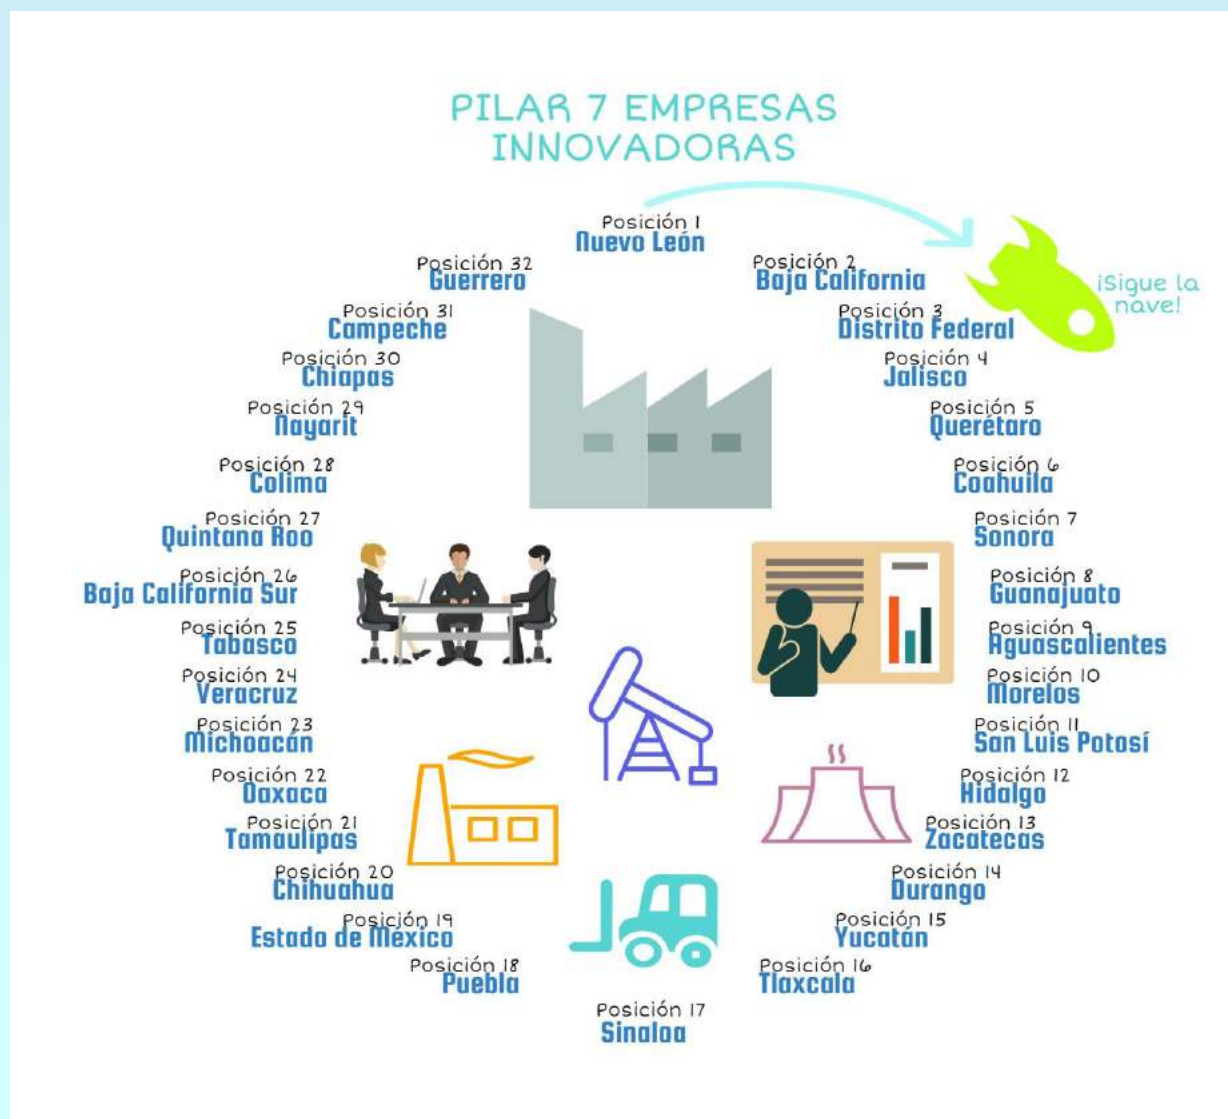 PILAR 7 EMPRESAS
INNOVADORAS
Posición 1
Nuevo León
Posición 2
Baja California
¡Sigue la
nave!
Posición 3
Distrito Federal
Posición 4
Jalisco
Posición 5
Querétaro
Posición 6
Coahuila
Posición 7
Sonora
Posición 8
Guanajuato
Posición 9
Aguascalientes
Posición 10
Morelos
Posición 11
San Luis Potosí
Posición 12
Hidalgo
Posición 13
Zacatecas
Posición 14
Durango
Posición 15
Yucatán
Posición 16
Tlaxcala
Posición 17
Sinaloa
Posición 18
Puebla
Posición 19
Estado de México
Posición 20
Chihuahua
Posición 21
Tamaulipas
Posición 22
Oaxaca
Posición 23
Michoacán
Posición 24
Veracruz
Posición 25
Tabasco
Posición 26
Baja California Sur
Posición 27
Quintana Roo
Posición 28
Colima
Posición 29
Nayarit
Posición 30
Chiapas
Posición 31
Campeche
Posición 32
Guerrero